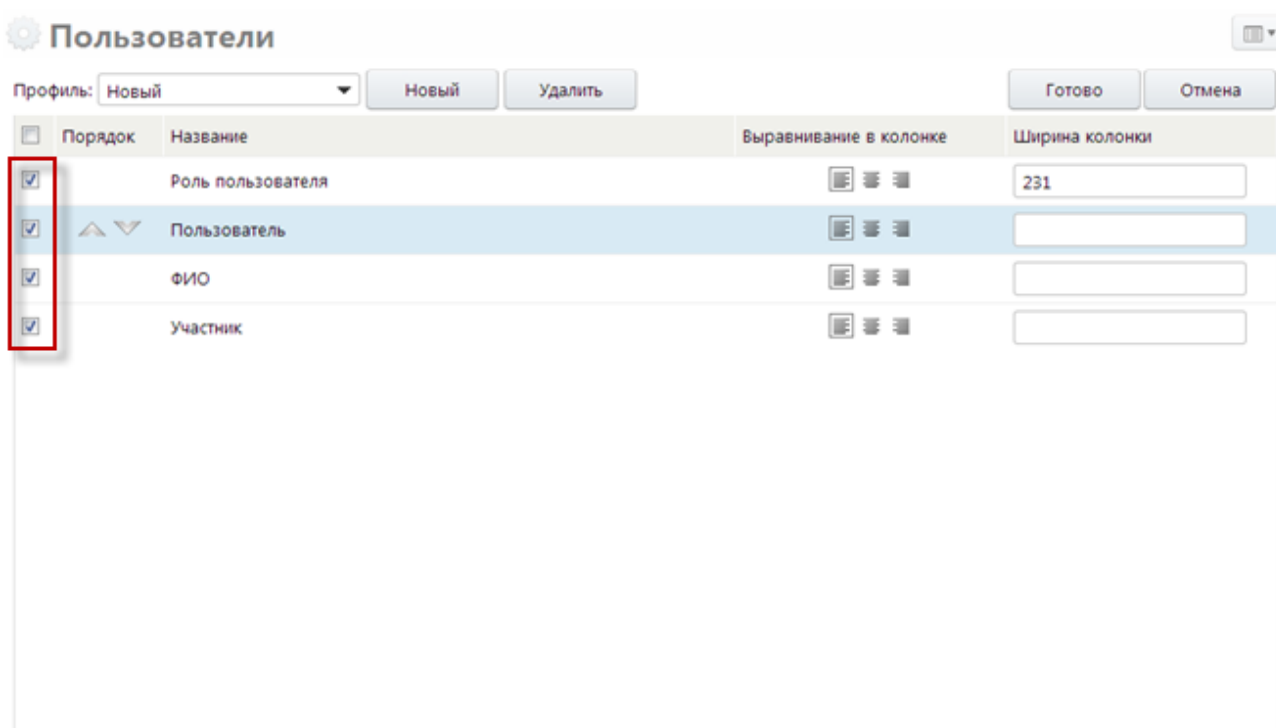 Пользователи
Профиль: Новый Новый Удалить Готово Отмена
Порядок Название Выравнивание в колонке Ширина колонки
Роль пользователя 231
Пользователь
ФИО
Участник